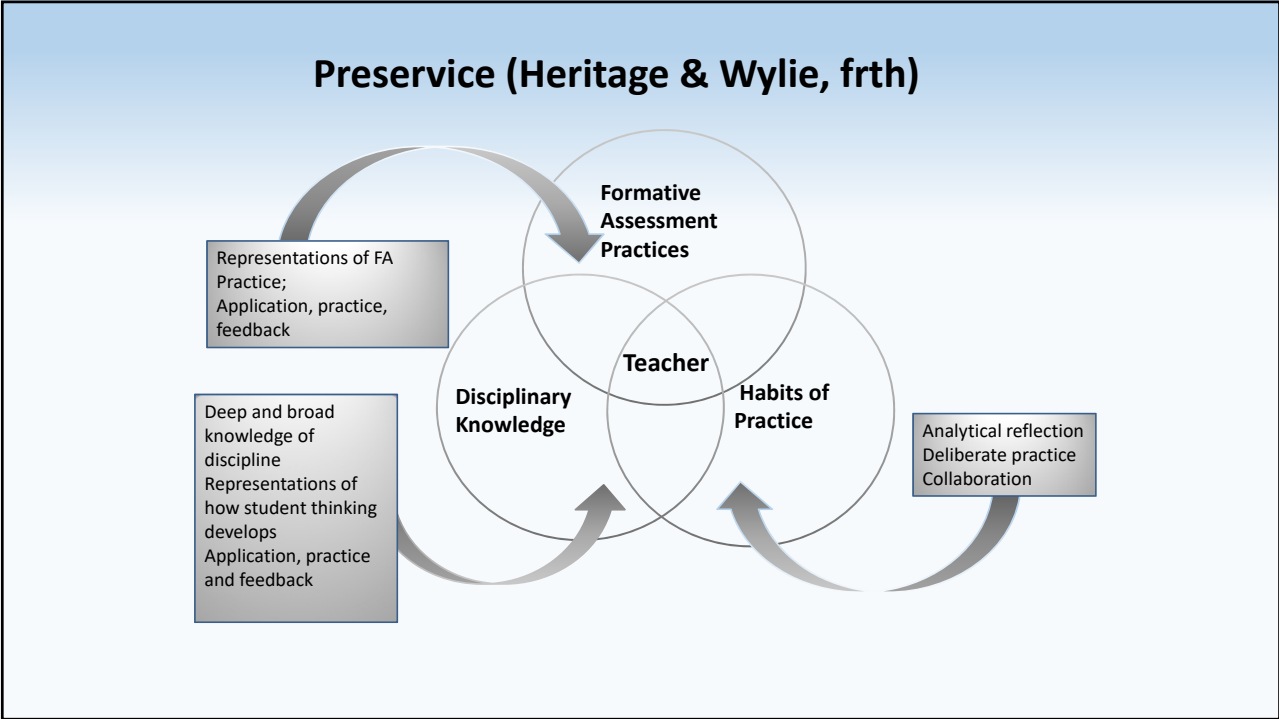 Preservice (Heritage & Wylie, frth)
Formative
Assessment
Practices
Representations of FA
Practice;
Application, practice,
feedback
Teacher
Disciplinary
Knowledge
Habits of
Practice
Deep and broad
knowledge of
discipline
Representations of
how student thinking
develops
Application, practice
and feedback
Analytical reflection
Deliberate practice
Collaboration